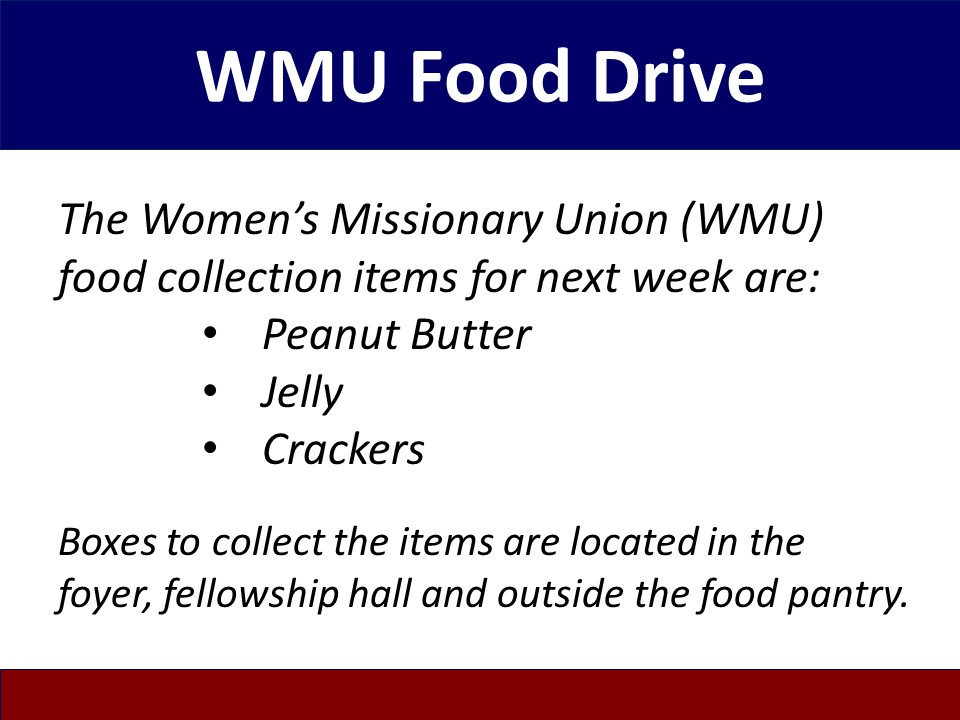 WMU Food Drive
The Women’s Missionary Union (WMU)
food collection items for next week are:
• Peanut Butter
• Jelly
• Crackers
Boxes to collect the items are located in the
foyer, fellowship hall and outside the food pantry.